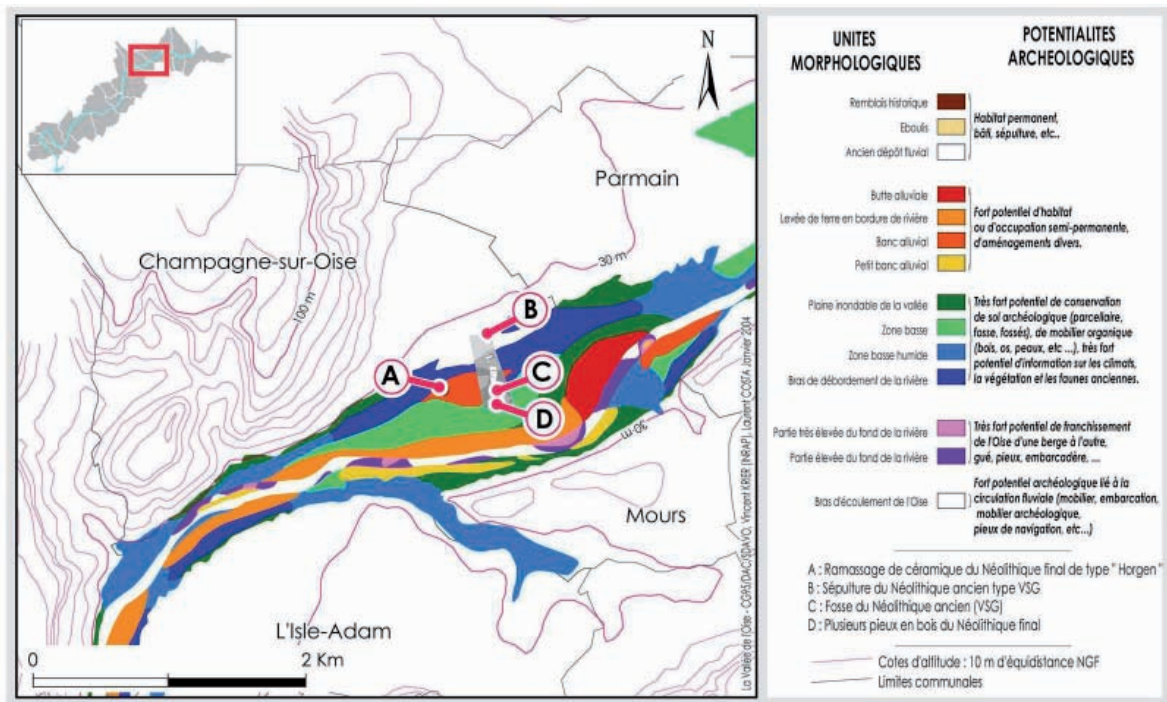 N
Parmain
Champagne-sur-Oise
30 m
100 m
B
A
C
D
30 m
Mours
L'Isle-Adam
0
2 Km
La Vallée de l'Oise - CG95/DAC/SDAVO, Vincent KRIER (INRAP), Laurent COSTA Janvier 2004
UNITES
MORPHOLOGIQUES
POTENTIALITES
ARCHEOLOGIQUES
Remblais historique
Eboulis
Ancien dépôt fluvial
Habitat permanent,
bâti, sépulture, etc..
Butte alluviale
Levée de terre en bordure de rivière
Banc alluvial
Petit banc alluvial
Fort potentiel d'habitat
ou d'occupation semi-permanente,
d'aménagements divers.
Plaine inondable de la vallée
Zone basse
Zone basse humide
Bras de débordement de la rivière
Très fort potentiel de conservation
de sol archéologique (parcellaire,
fosse, fossés), de mobilier organique
(bois, os, peaux, etc ...), très fort
potentiel d'information sur les climats,
la végétation et les faunes anciennes.
Partie très élevée du fond de la rivière
Partie élevée du fond de la rivière
Très fort potentiel de franchissement
de l'Oise d'une berge à l'autre,
gué, pieux, embarcadère, ....
Bras d'écoulement de l'Oise
Fort potentiel archéologique lié à la
circulation fluviale (mobilier, embarcation,
mobilier archéologique,
pieux de navigation, etc...)
A : Ramassage de céramique du Néolithique final de type " Horgen "
B : Sépulture du Néolithique ancien type VSG
C : Fosse du Néolithique ancien (VSG)
D : Plusieurs pieux en bois du Néolithique final
Cotes d'altitude : 10 m d'équidistance NGF
Limites communales